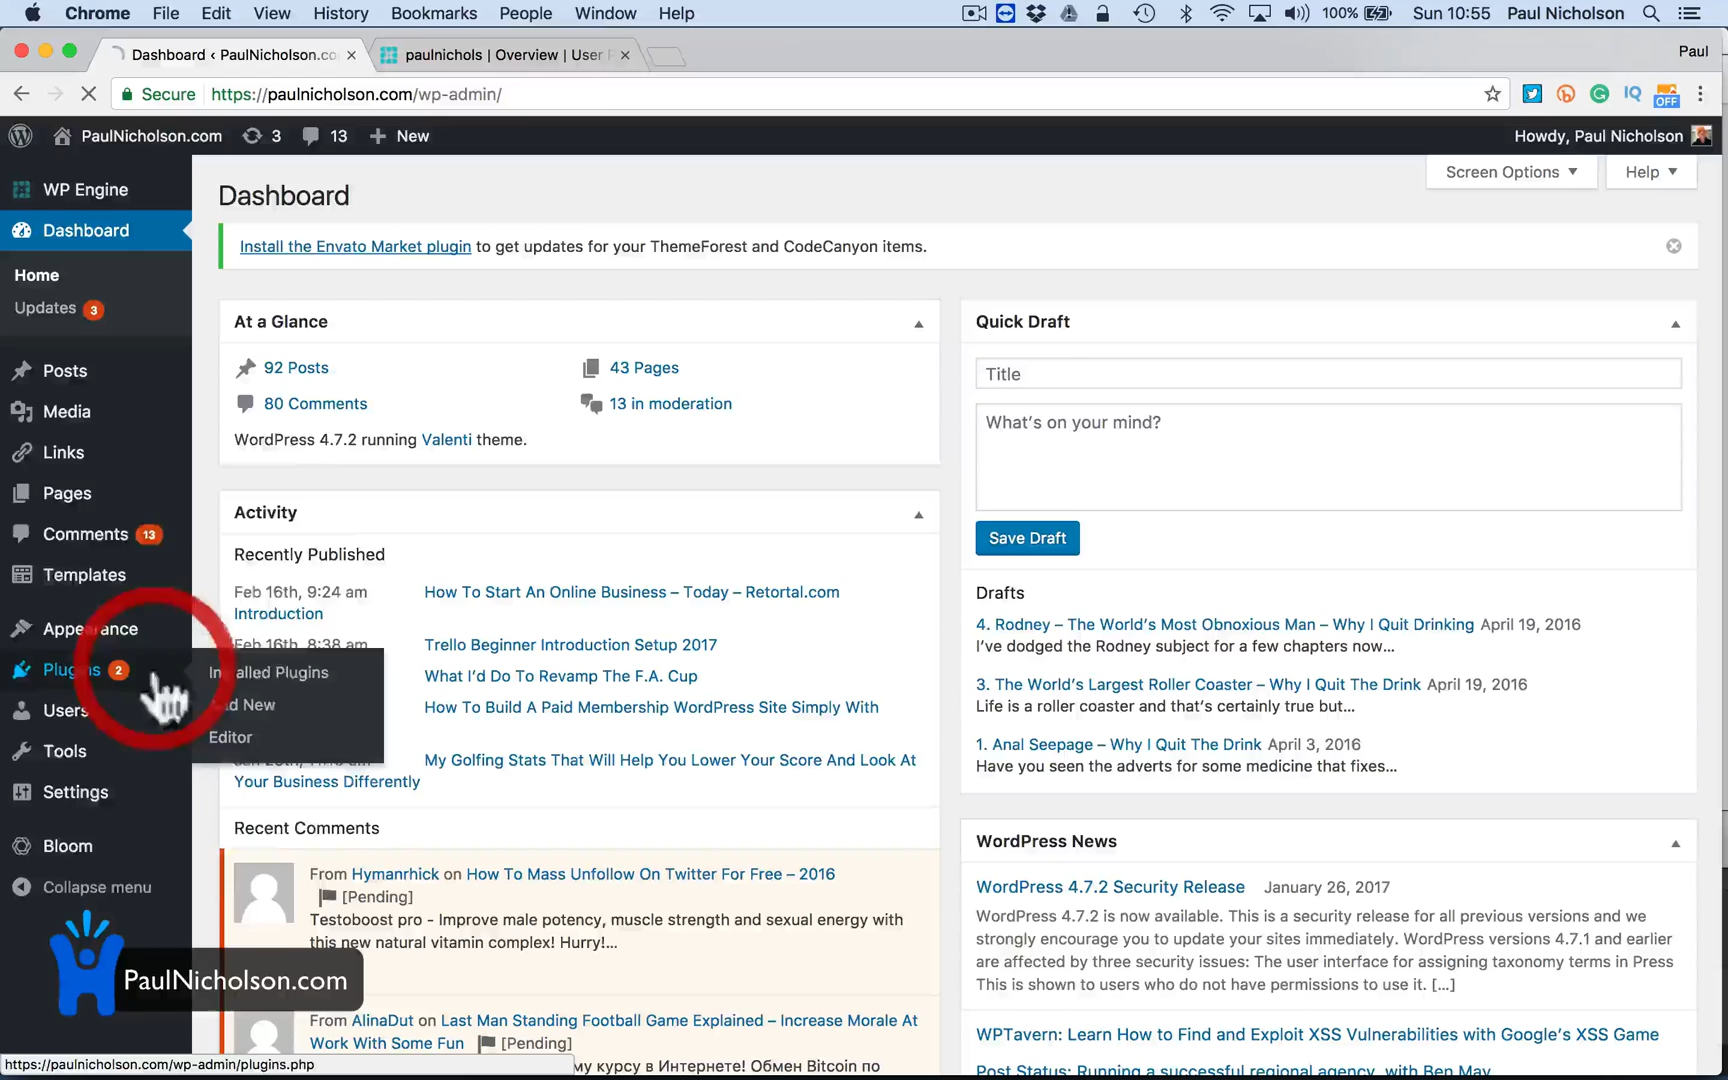 Chrome File Edit View History Bookmarks People Window Help 100% Sun 10:55 Paul Nicholson
Dashboard ‹ PaulNicholson.co paulnichols | Overview | User P Paul
Secure https://paulnicholson.com/wp-admin/ OFF
PaulNicholson.com 3 13 New Howdy, Paul Nicholson
WP Engine
Dashboard
Home
Updates 3
Posts
Media
Links
Pages
Comments 13
Templates
Appearance
Plugins 2
Users
Tools
Settings
Bloom
Collapse menu
Installed Plugins
New
Editor
Screen Options Help
Dashboard
Install the Envato Market plugin to get updates for your ThemeForest and CodeCanyon items.
At a Glance
92 Posts 43 Pages
80 Comments 13 in moderation
WordPress 4.7.2 running Valenti theme.
Activity
Recently Published
Feb 16th, 9:24 am How To Start An Online Business – Today – Retortal.com
Introduction
Feb 16th, 8:38 am Trello Beginner Introduction Setup 2017
What I’d Do To Revamp The F.A. Cup
How To Build A Paid Membership WordPress Site Simply With
My Golfing Stats That Will Help You Lower Your Score And Look At
Your Business Differently
Recent Comments
From Hymanrhick on How To Mass Unfollow On Twitter For Free – 2016
[Pending]
Testoboost pro - Improve male potency, muscle strength and sexual energy with
this new natural vitamin complex! Hurry!...
From AlinaDut on Last Man Standing Football Game Explained – Increase Morale At
Work With Some Fun [Pending]
му курсу в Интернете! Обмен Bitcoin по
Quick Draft
Title
What’s on your mind?
Save Draft
Drafts
4. Rodney – The World’s Most Obnoxious Man – Why I Quit Drinking April 19, 2016
I’ve dodged the Rodney subject for a few chapters now…
3. The World’s Largest Roller Coaster – Why I Quit The Drink April 19, 2016
Life is a roller coaster and that’s certainly true but…
1. Anal Seepage – Why I Quit The Drink April 3, 2016
Have you seen the adverts for some medicine that fixes…
WordPress News
WordPress 4.7.2 Security Release January 26, 2017
WordPress 4.7.2 is now available. This is a security release for all previous versions and we
strongly encourage you to update your sites immediately. WordPress versions 4.7.1 and earlier
are affected by three security issues: The user interface for assigning taxonomy terms in Press
This is shown to users who do not have permissions to use it. […]
WPTavern: Learn How to Find and Exploit XSS Vulnerabilities with Google’s XSS Game
Post Status: Running a successful regional agency, with Ben May
PaulNicholson.com
https://paulnicholson.com/wp-admin/plugins.php